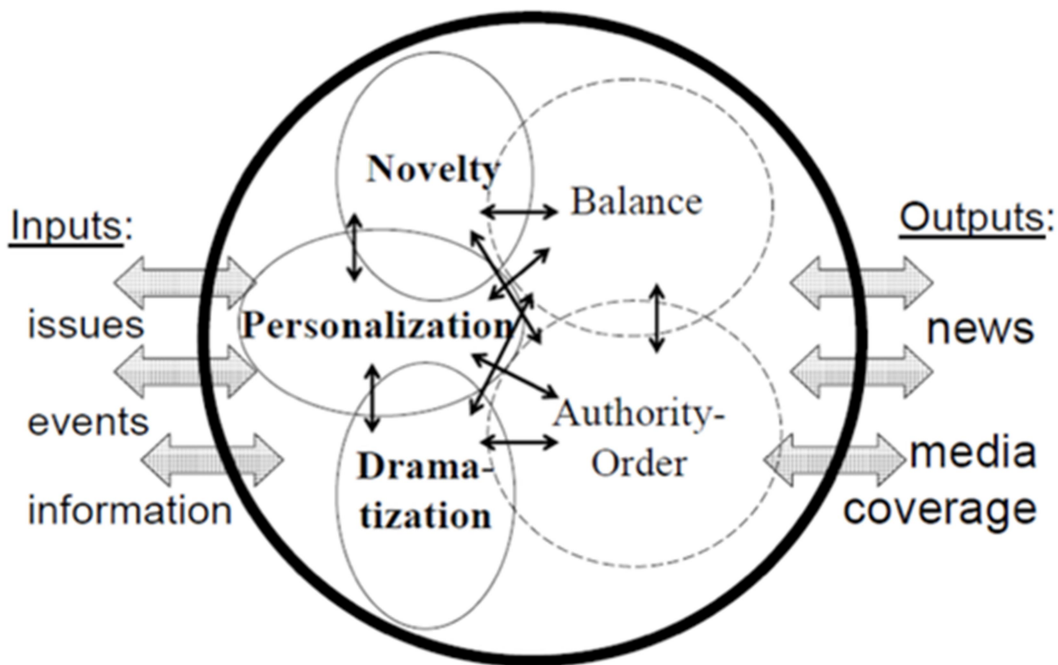 Inputs:
issues
events
information
Novelty
Balance
Personalization
Authority-
Order
Drama-
tization
Outputs:
news
media
coverage